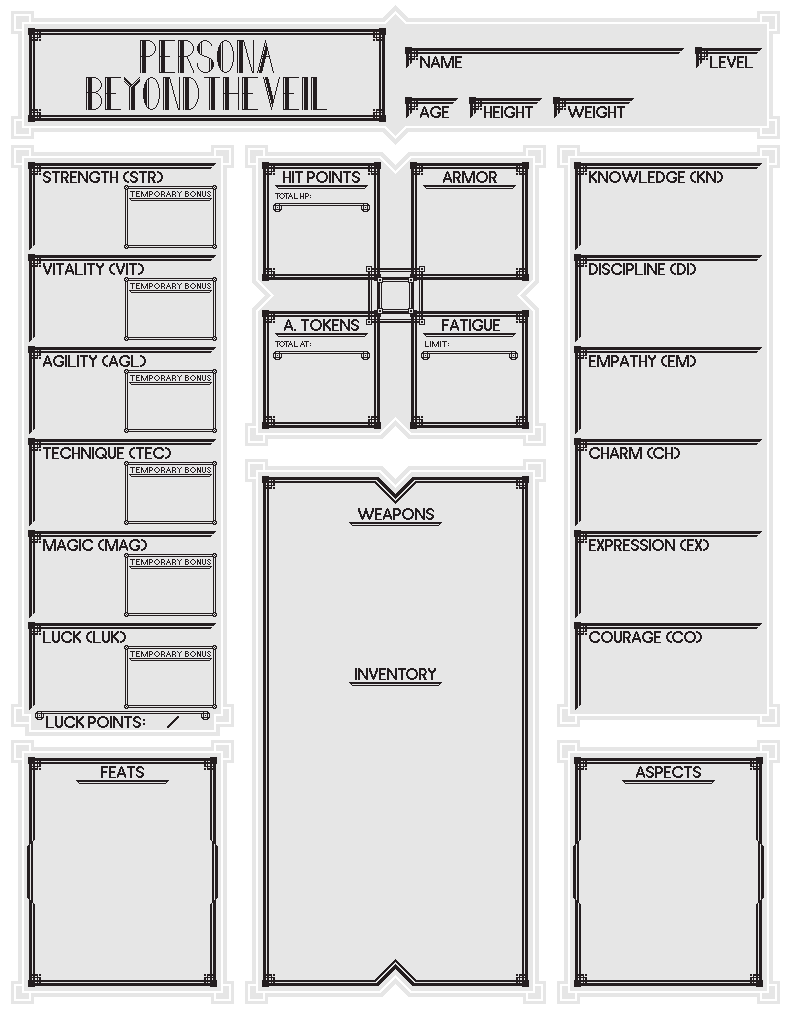 PERSONA
BEYOND THE VEIL
NAME
LEVEL
AGE
HEIGHT
WEIGHT
STRENGTH (STR)
TEMPORARY BONUS
VITALITY (VIT)
TEMPORARY BONUS
AGILITY (AGL)
TEMPORARY BONUS
TECHNIQUE (TEC)
TEMPORARY BONUS
MAGIC (MAG)
TEMPORARY BONUS
LUCK (LUK)
TEMPORARY BONUS
LUCK POINTS: /
HIT POINTS
TOTAL HP:
ARMOR
A. TOKENS
TOTAL AT:
FATIGUE
LIMIT:
KNOWLEDGE (KN)
DISCIPLINE (DI)
EMPATHY (EM)
CHARM (CH)
EXPRESSION (EX)
COURAGE (CO)
WEAPONS
INVENTORY
FEATS
ASPECTS